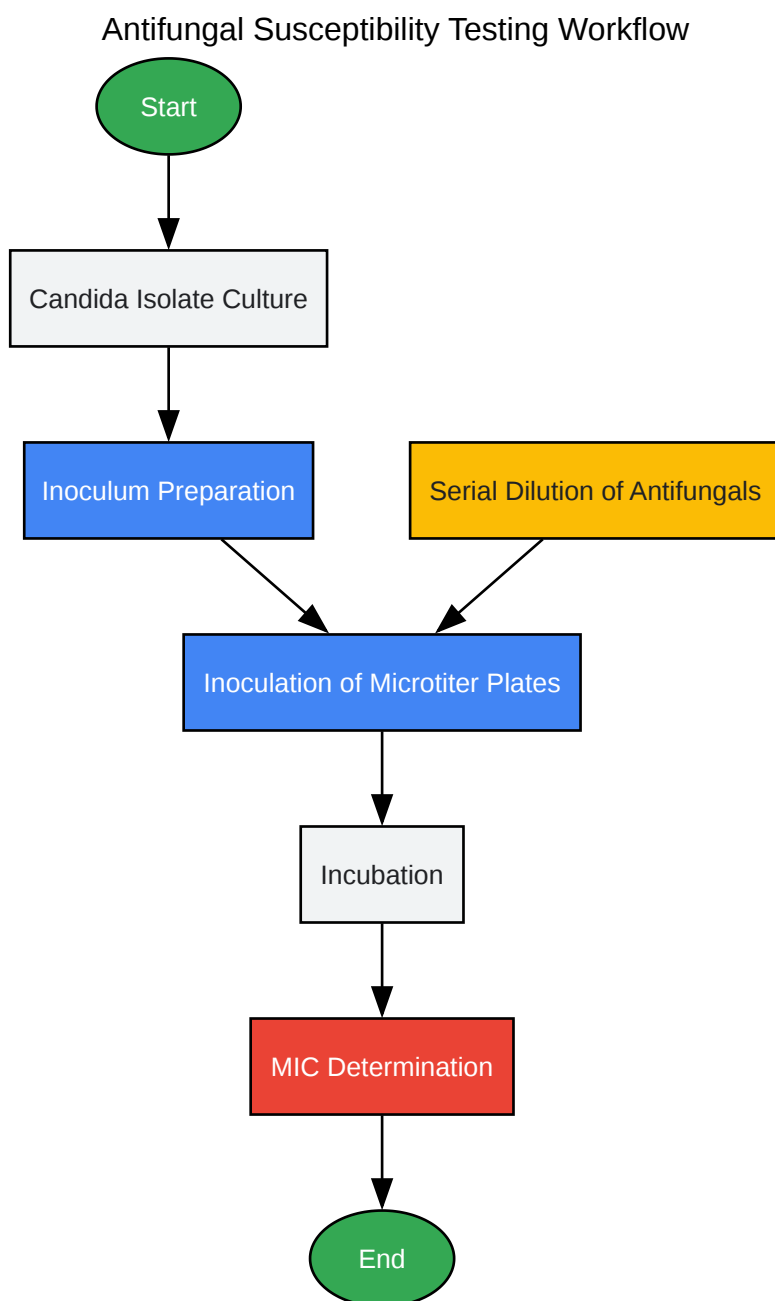 Antifungal Susceptibility Testing Workflow
Start
Candida Isolate Culture
Inoculum Preparation
Serial Dilution of Antifungals
Inoculation of Microtiter Plates
Incubation
MIC Determination
End